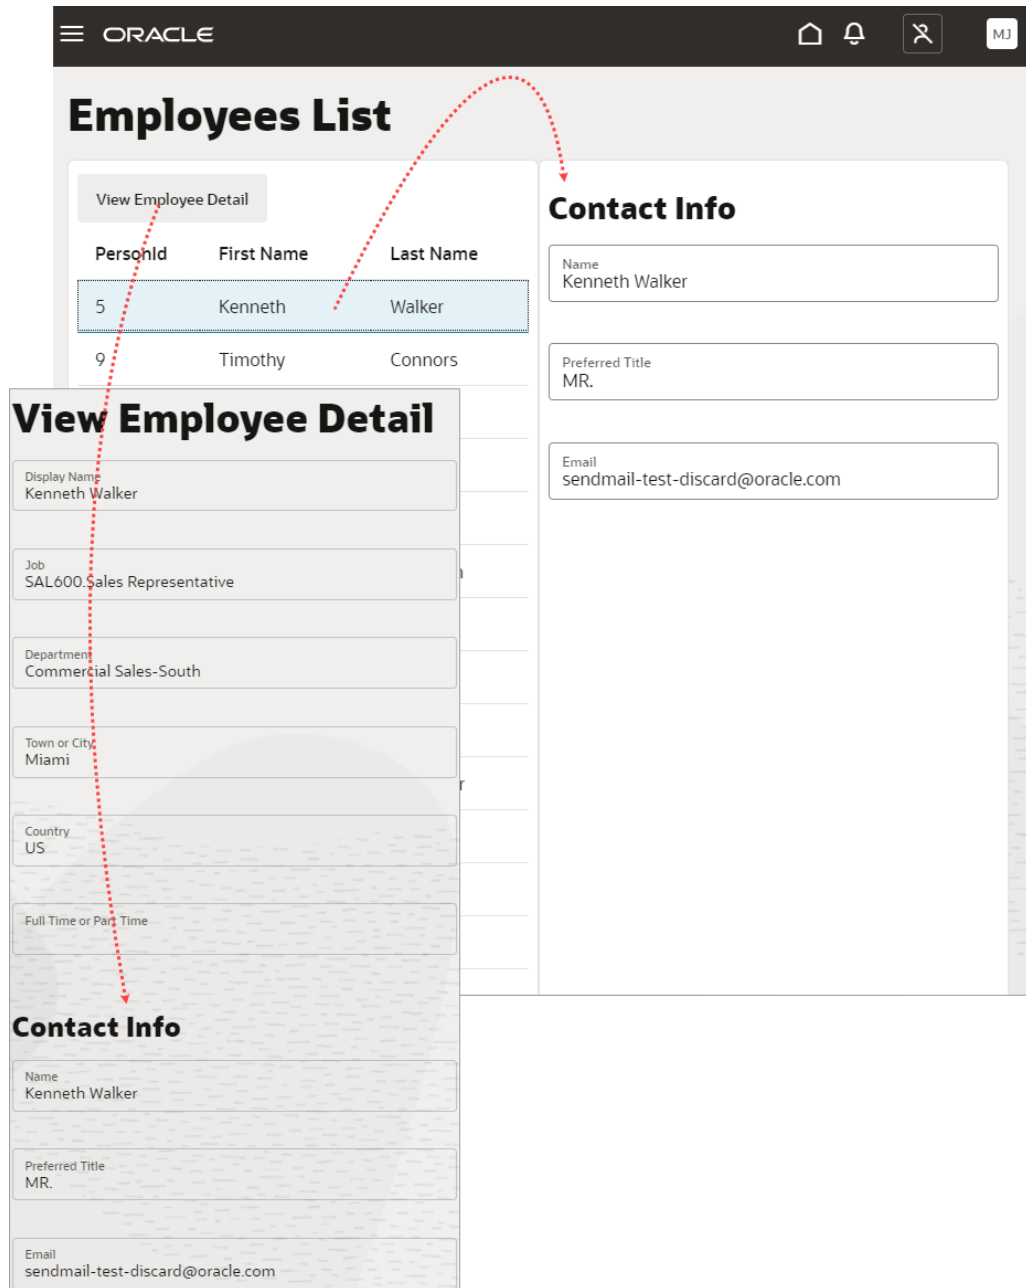 ORACLE
MJ
Employees List
View Employee Detail
PersonId First Name Last Name
5 Kenneth Walker
9 Timothy Connors
Contact Info
Name
Kenneth Walker
Preferred Title
MR.
Email
sendmail-test-discard@oracle.com
View Employee Detail
Display Name
Kenneth Walker
Job
SAL600.Sales Representative
Department
Commercial Sales-South
Town or City
Miami
Country
US
Full Time or Part Time
Contact Info
Name
Kenneth Walker
Preferred Title
MR.
Email
sendmail-test-discard@oracle.com